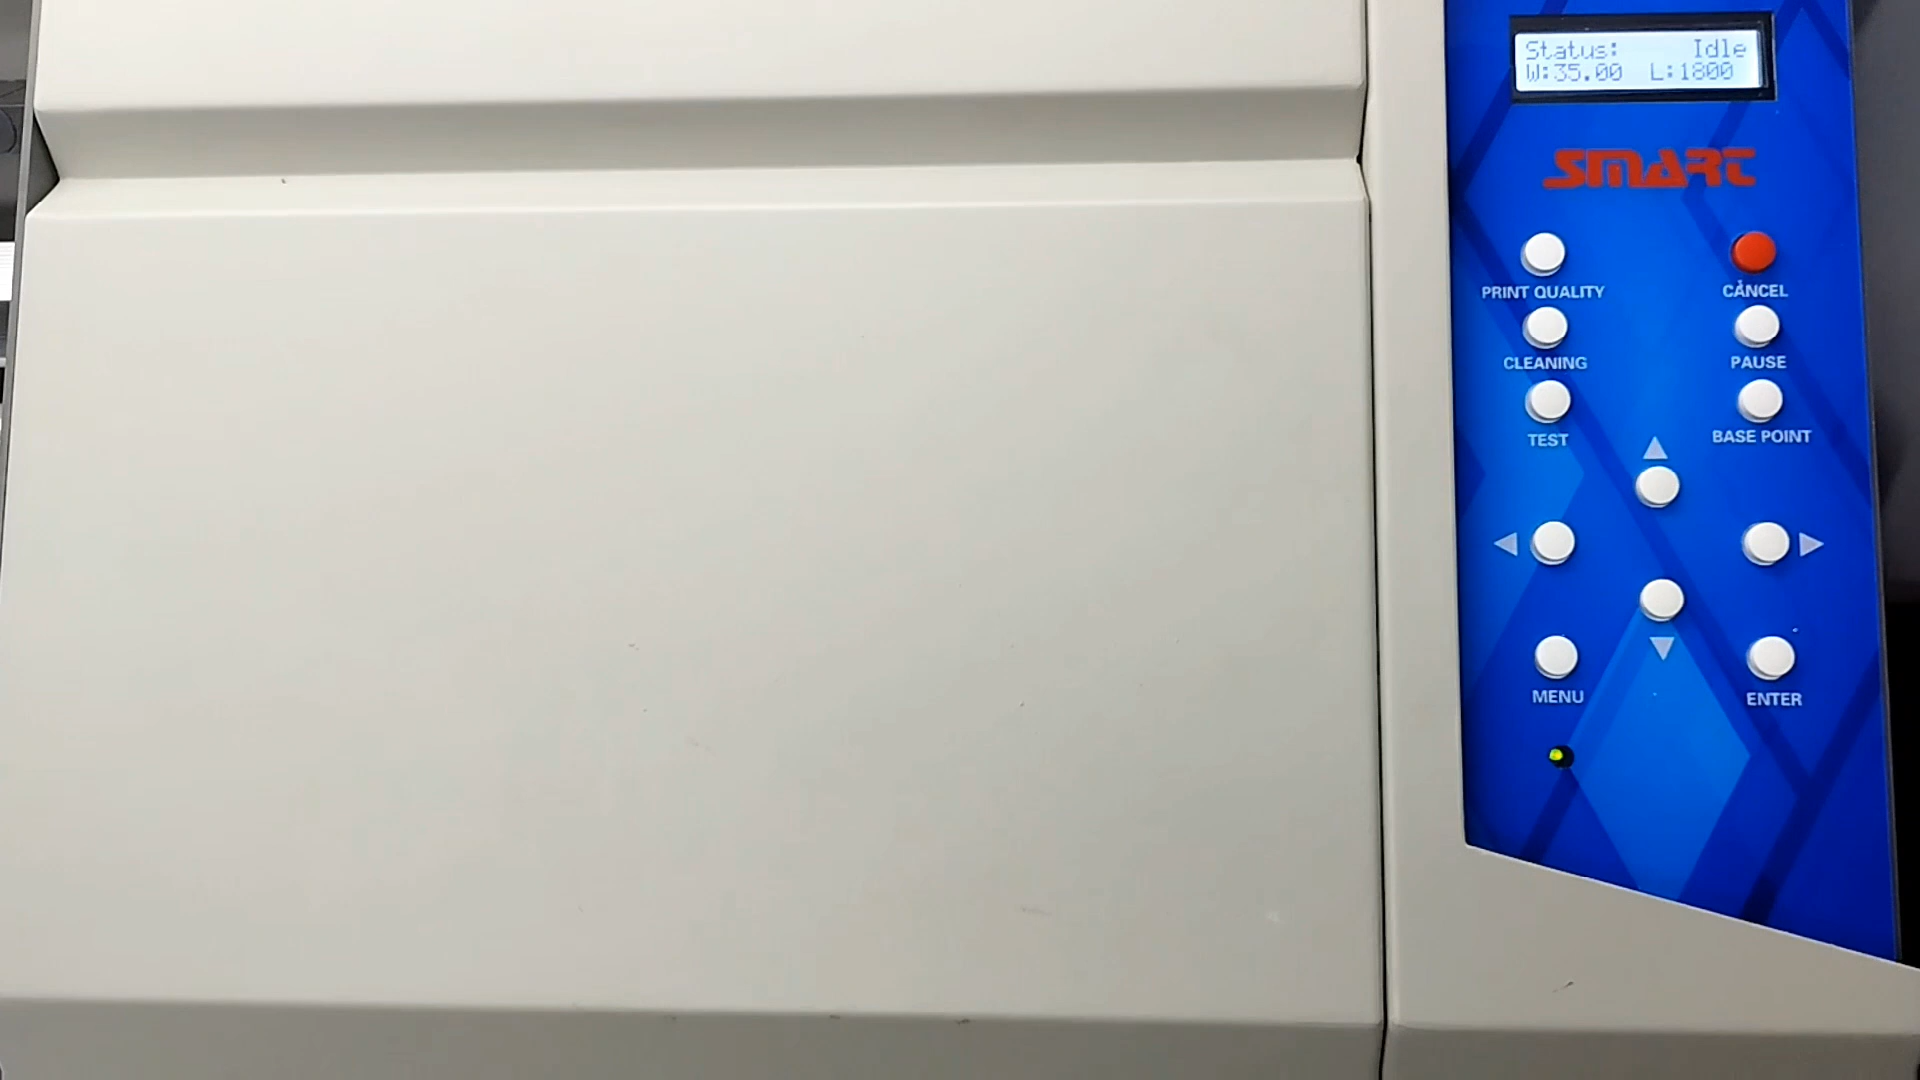 Status: Idle
W:35.00 L:1800
SMART
PRINT QUALITY
CANCEL
CLEANING
PAUSE
TEST
BASE POINT
MENU
ENTER